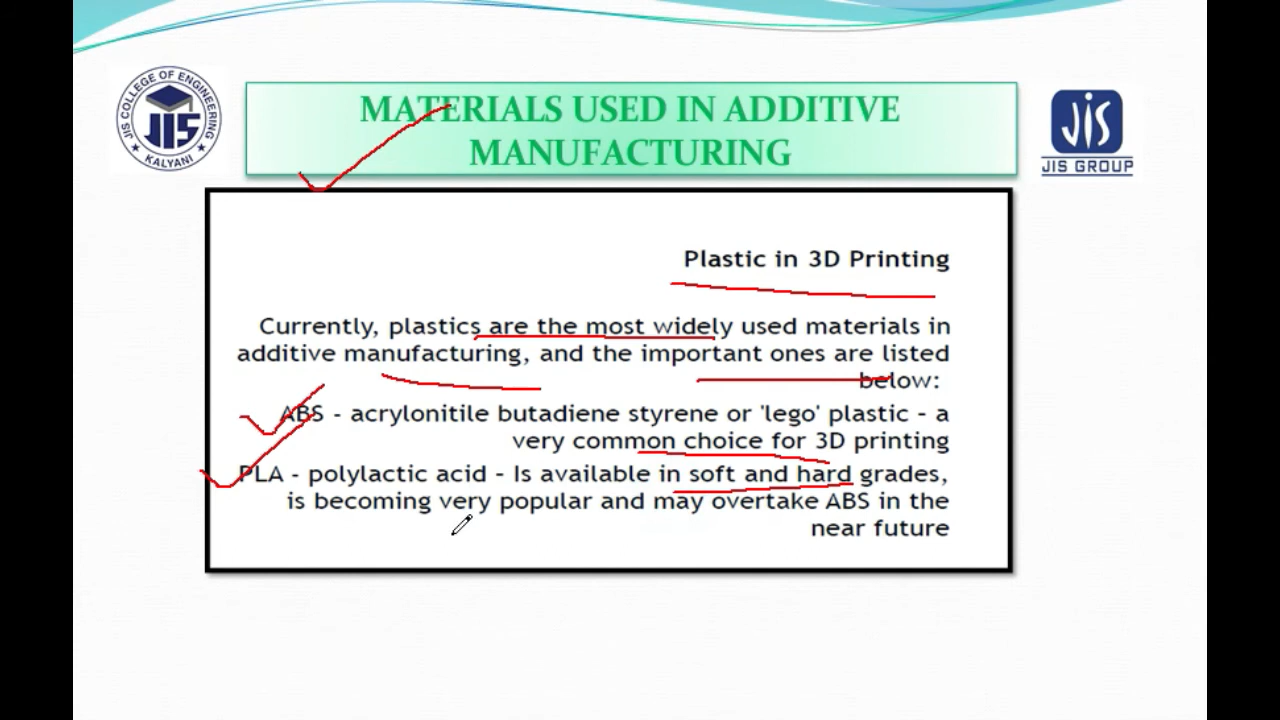 JIS COLLEGE OF ENGINEERING
JIS
KALYANI
MATERIALS USED IN ADDITIVE
MANUFACTURING
JIS
JIS GROUP
Plastic in 3D Printing
Currently, plastics are the most widely used materials in
additive manufacturing, and the important ones are listed
below:
ABS - acrylonitile butadiene styrene or 'lego' plastic – a
very common choice for 3D printing
PLA - polylactic acid – Is available in soft and hard grades,
is becoming very popular and may overtake ABS in the
near future